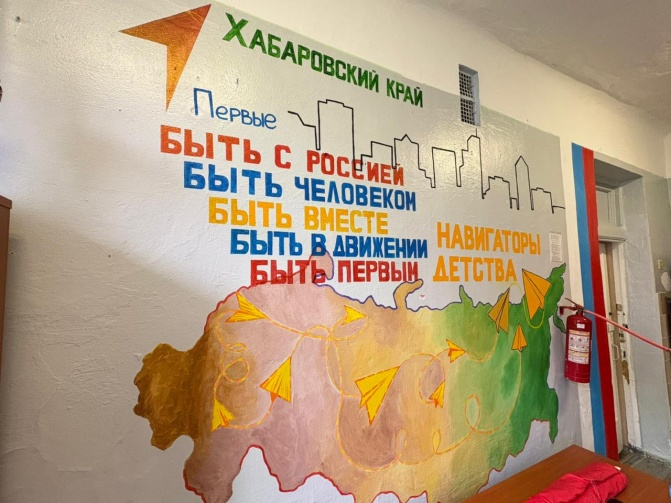 Хабаровский край
Первые
Быть с Россией
Быть человеком
Быть вместе
Быть в движении
Быть первым
Навигаторы
детства